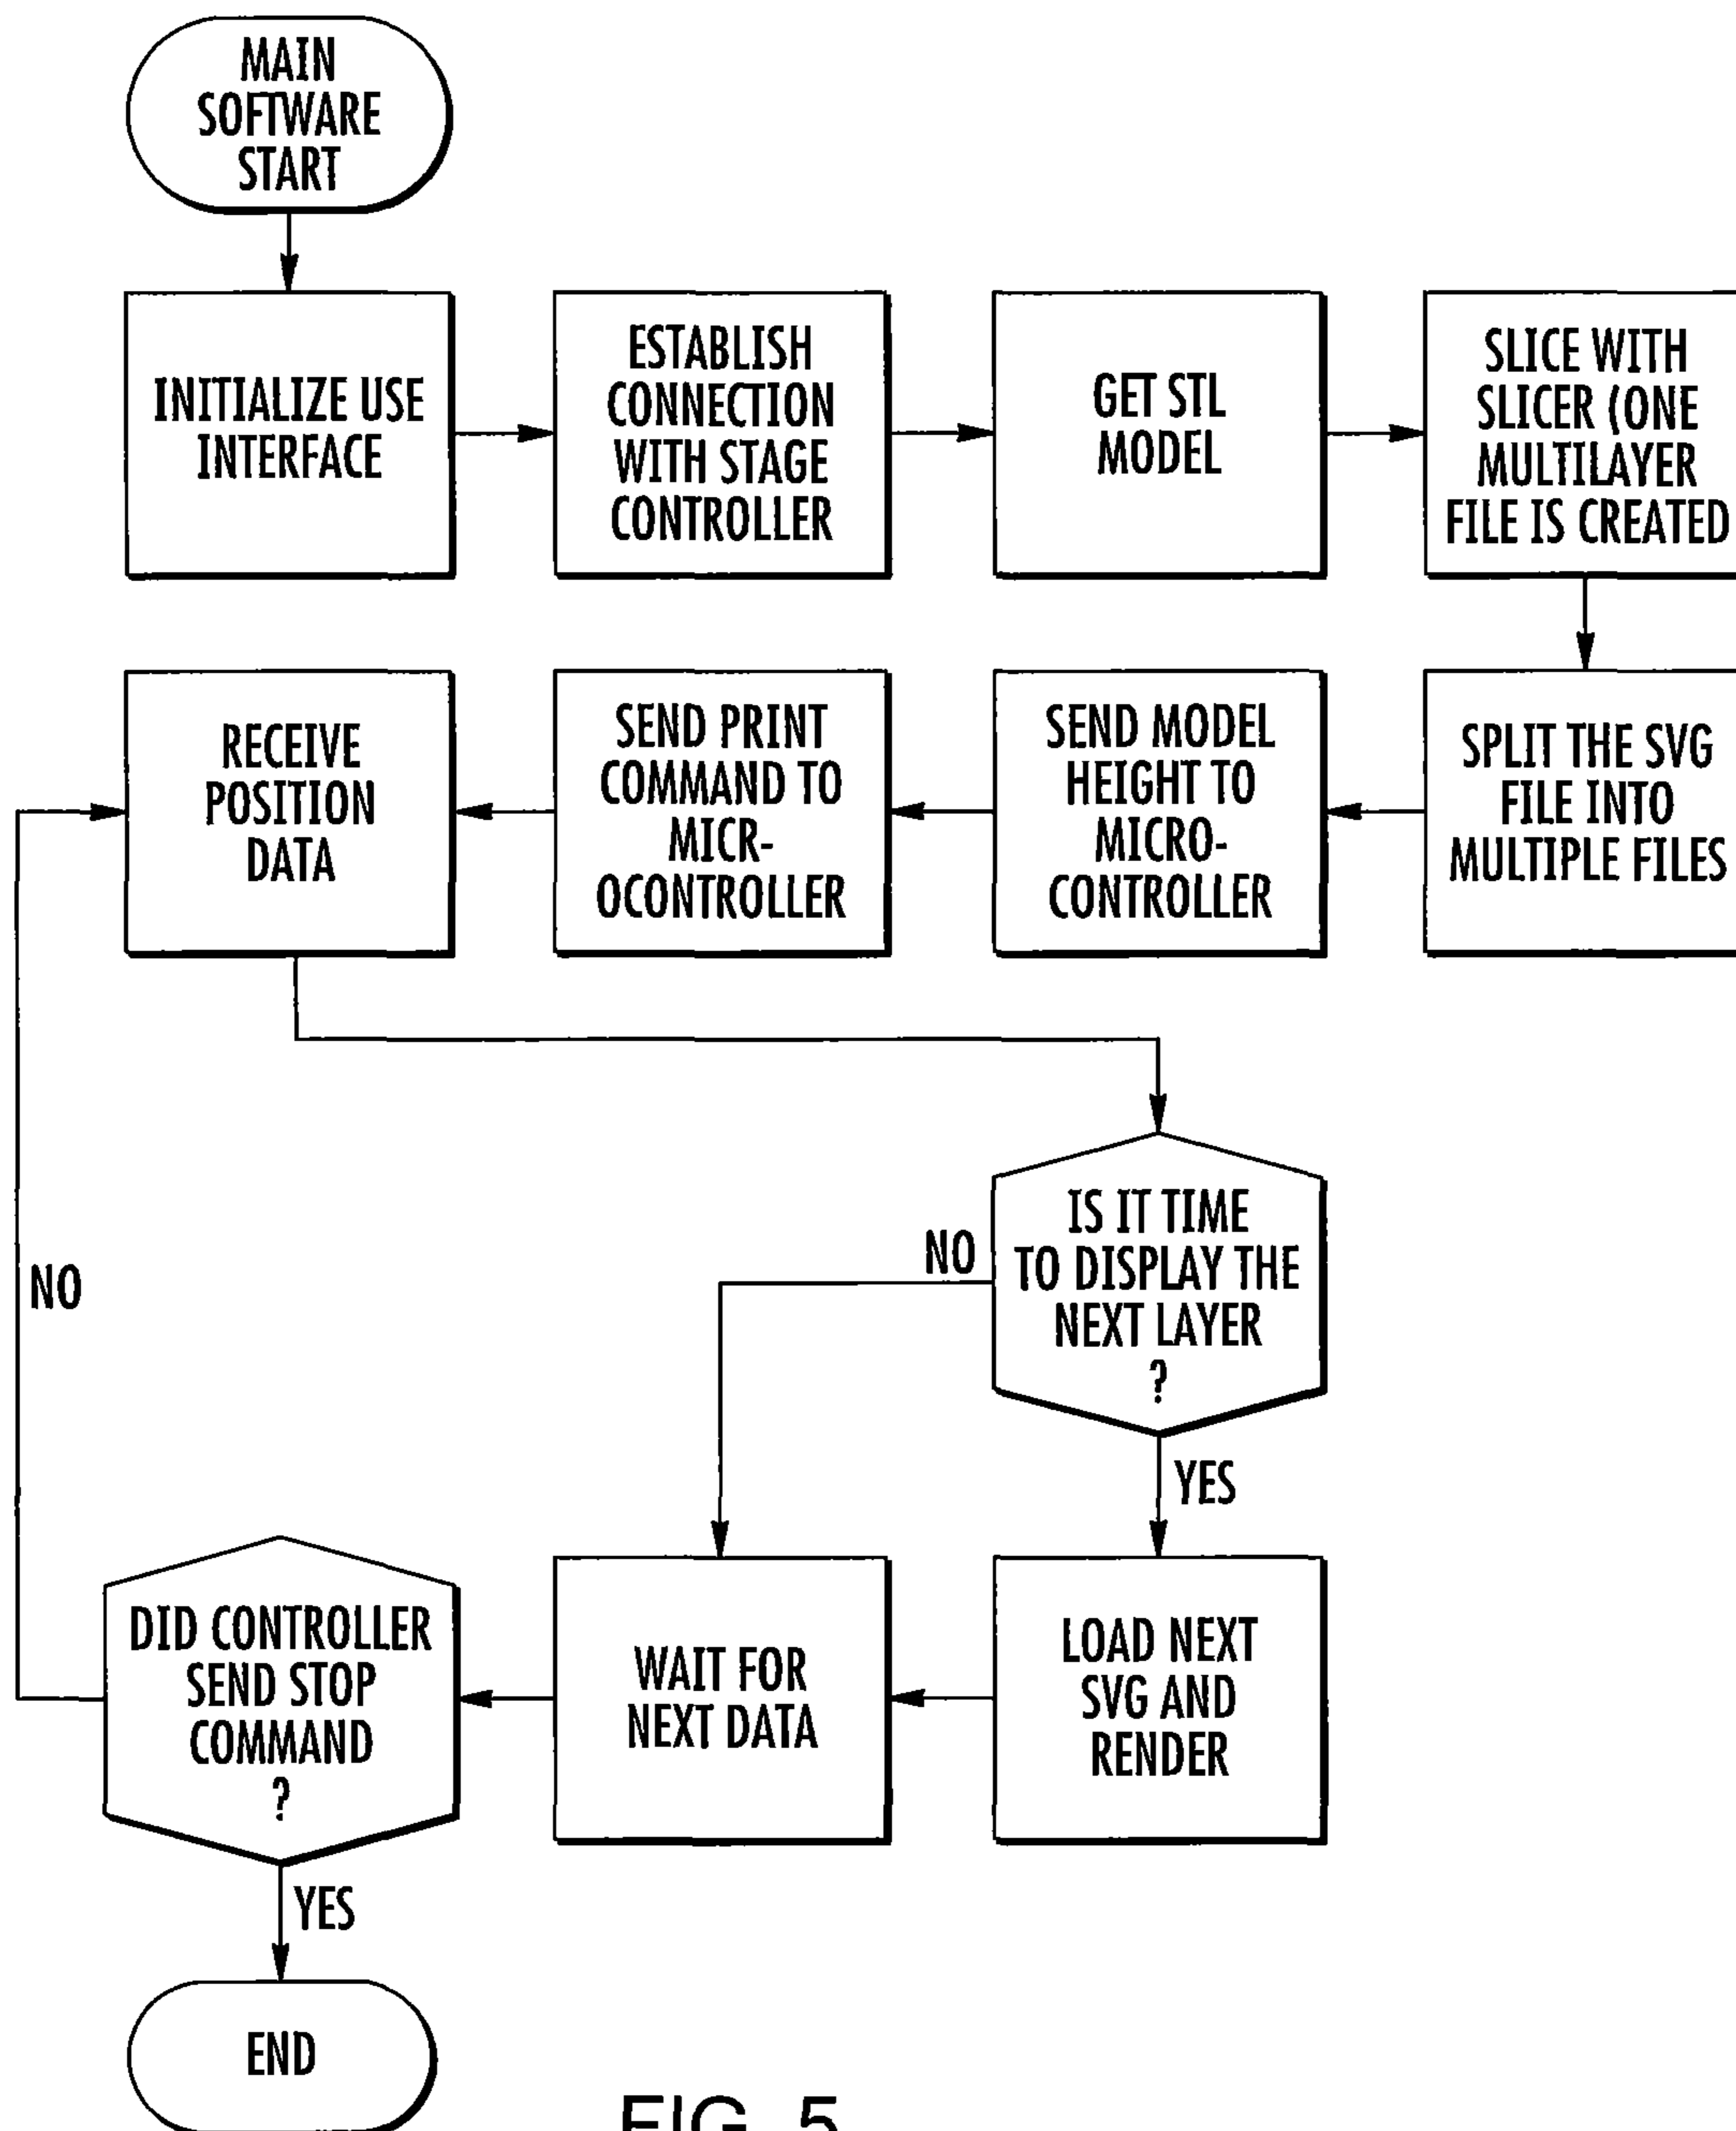 MAIN
SOFTWARE
START
INITIALIZE USE
INTERFACE
ESTABLISH
CONNECTION
WITH STAGE
CONTROLLER
GET STL
MODEL
SLICE WITH
SLICER (ONE
MULTILAYER
FILE IS CREATED
SPLIT THE SVG
FILE INTO
MULTIPLE FILES
SEND MODEL
HEIGHT TO
MICRO-
CONTROLLER
SEND PRINT
COMMAND TO
MICR-
OCONTROLLER
RECEIVE
POSITION
DATA
IS IT TIME
TO DISPLAY THE
NEXT LAYER
?
NO
YES
LOAD NEXT
SVG AND
RENDER
WAIT FOR
NEXT DATA
DID CONTROLLER
SEND STOP
COMMAND
?
NO
YES
END
FIG. 5